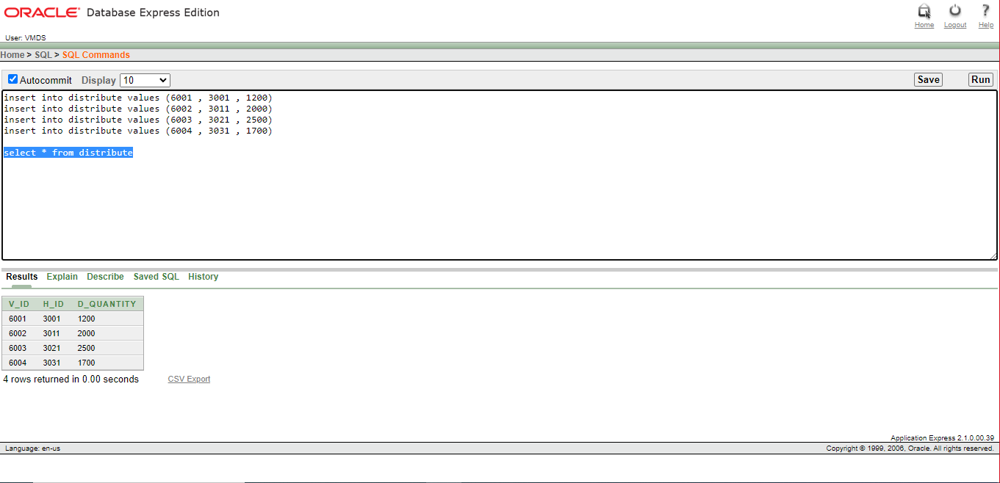 ORACLE® Database Express Edition
Home Logout Help
User: VMDS
Home > SQL > SQL Commands
Autocommit Display 10 Save Run
insert into distribute values (6001 , 3001 , 1200)
insert into distribute values (6002 , 3011 , 2000)
insert into distribute values (6003 , 3021 , 2500)
insert into distribute values (6004 , 3031 , 1700)
select * from distribute
Results Explain Describe Saved SQL History
V_ID H_ID D_QUANTITY
6001 3001 1200
6002 3011 2000
6003 3021 2500
6004 3031 1700
4 rows returned in 0.00 seconds CSV Export
Application Express 2.1.0.00.39
Language: en-us Copyright © 1999, 2006, Oracle. All rights reserved.